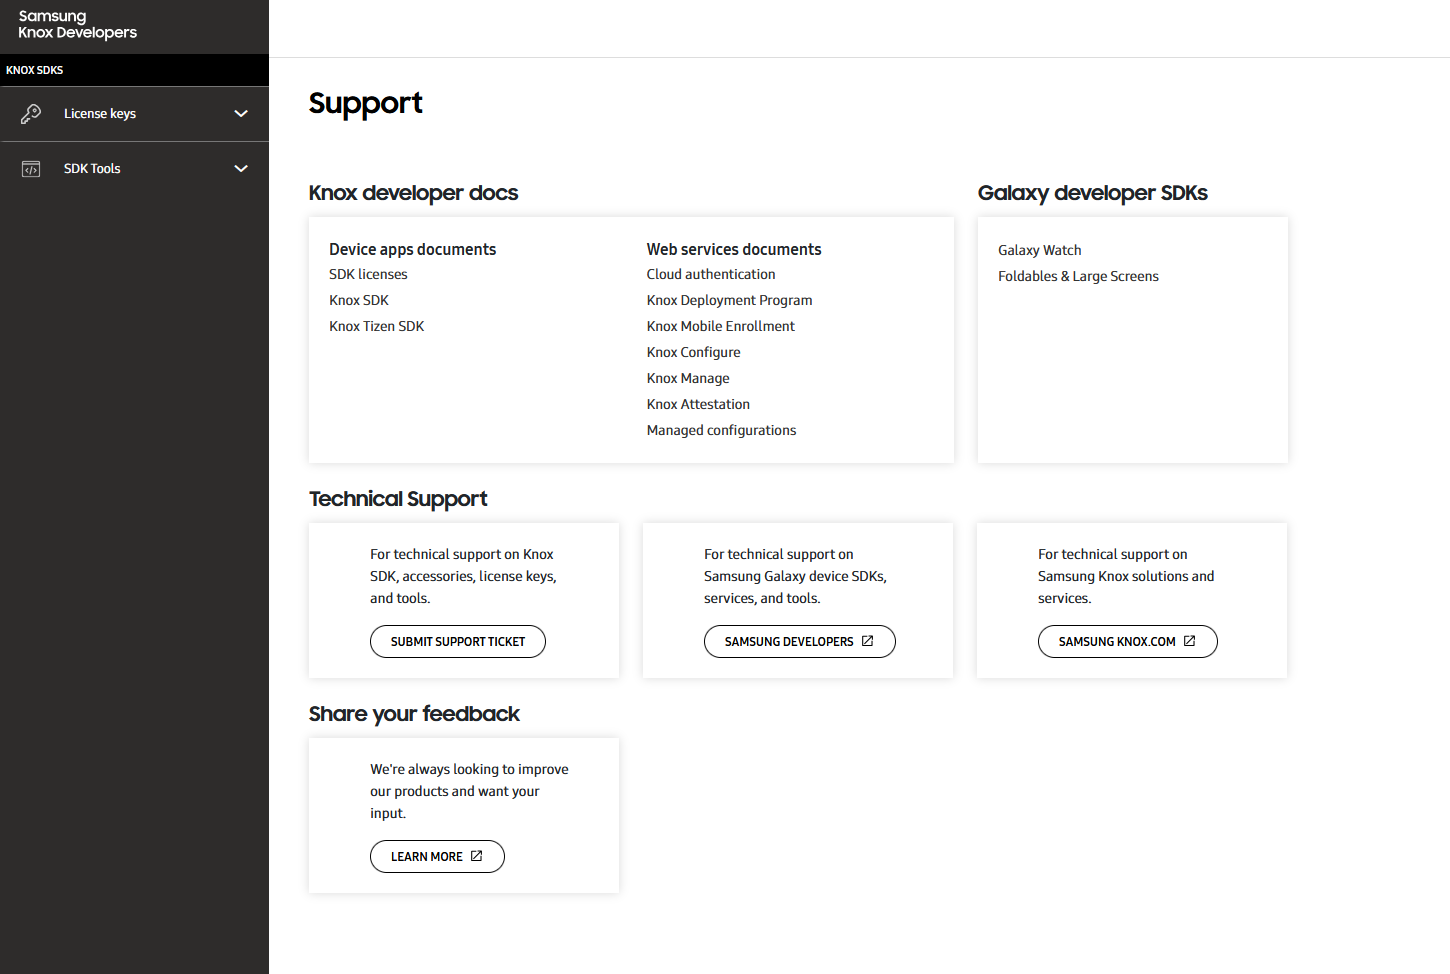 Samsung
Knox Developers
KNOX SDKS
License keys
SDK Tools
Support
Knox developer docs
Device apps documents
SDK licenses
Knox SDK
Knox Tizen SDK
Web services documents
Cloud authentication
Knox Deployment Program
Knox Mobile Enrollment
Knox Configure
Knox Manage
Knox Attestation
Managed configurations
Galaxy developer SDKs
Galaxy Watch
Foldables & Large Screens
Technical Support
For technical support on Knox
SDK, accessories, license keys,
and tools.
SUBMIT SUPPORT TICKET
For technical support on
Samsung Galaxy device SDKs,
services, and tools.
SAMSUNG DEVELOPERS
For technical support on
Samsung Knox solutions and
services.
SAMSUNG KNOX.COM
Share your feedback
We're always looking to improve
our products and want your
input.
LEARN MORE